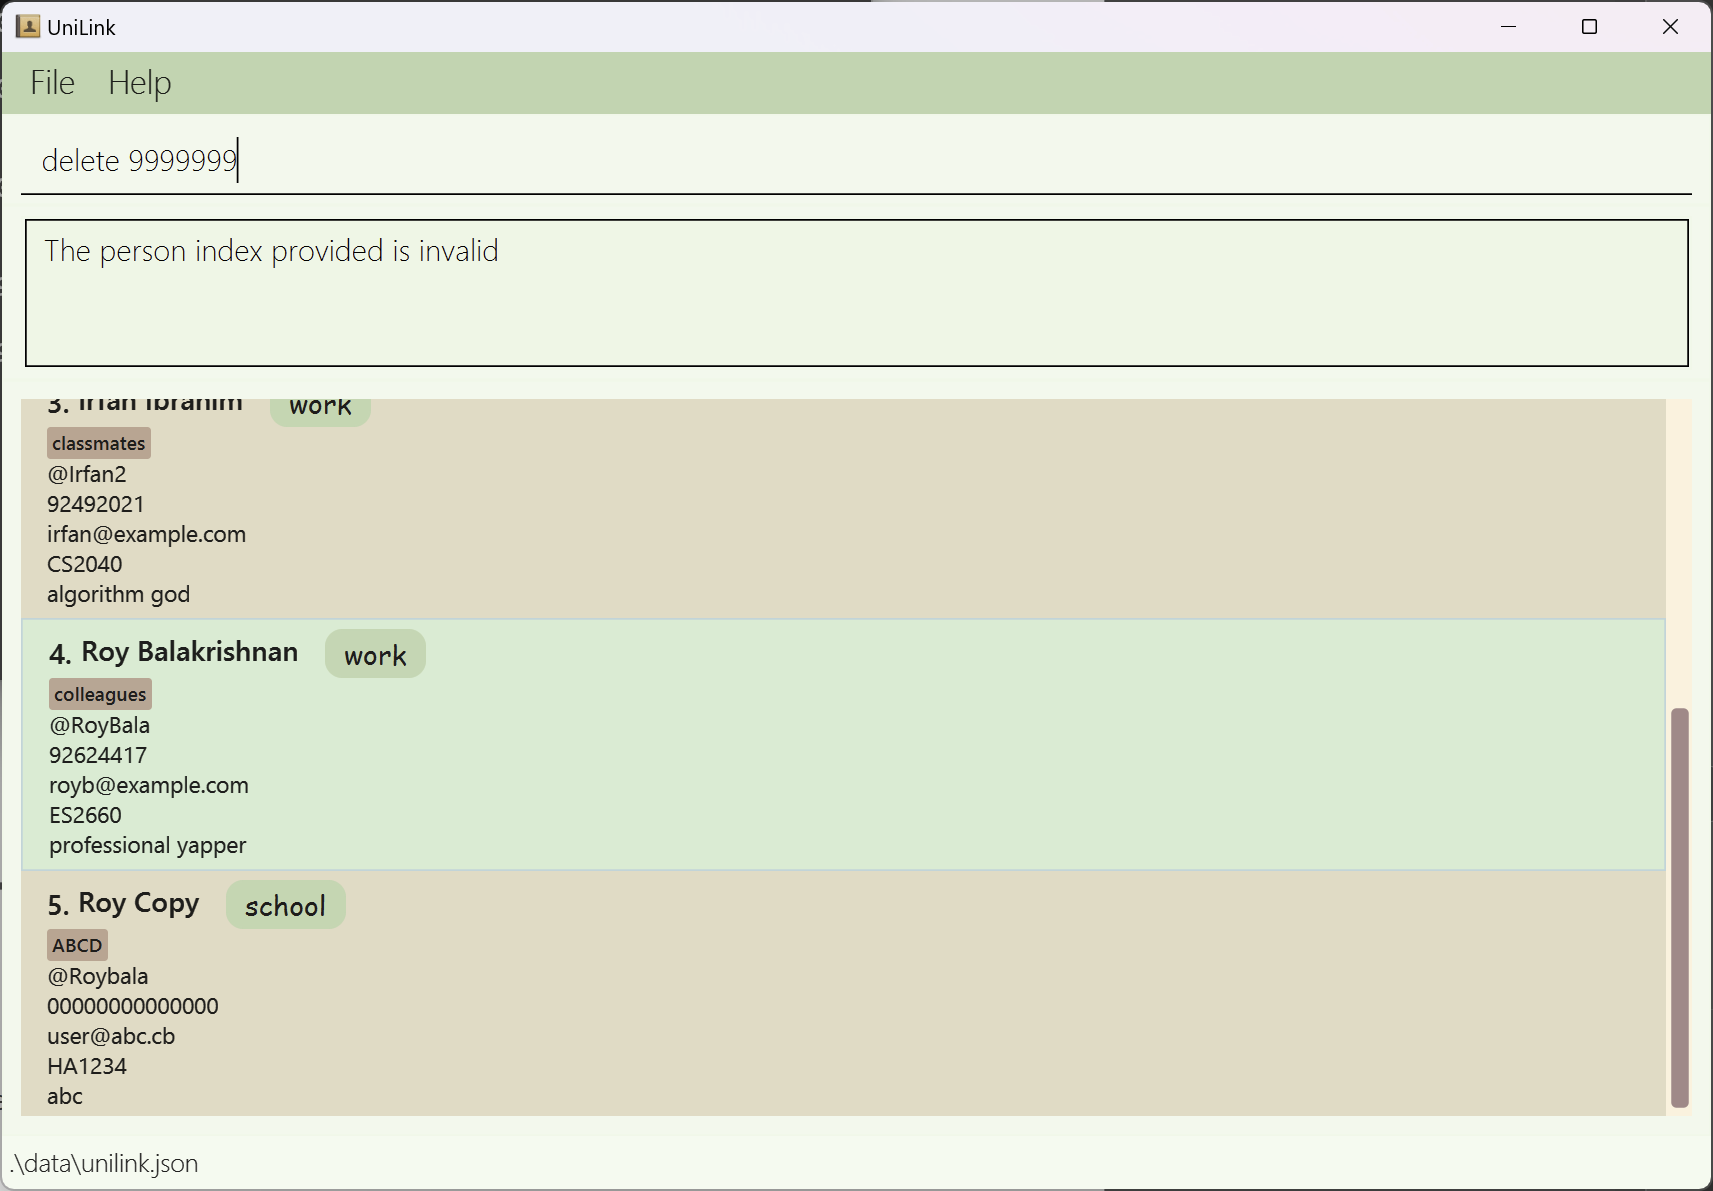 UniLink
File Help
delete 9999999
The person index provided is invalid
3. Irfan Ibrahim work
classmates
@Irfan2
92492021
irfan@example.com
CS2040
algorithm god
4. Roy Balakrishnan work
colleagues
@RoyBala
92624417
royb@example.com
ES2660
professional yapper
5. Roy Copy school
ABCD
@Roybala
00000000000000
user@abc.cb
HA1234
abc
.\data\unilink.json